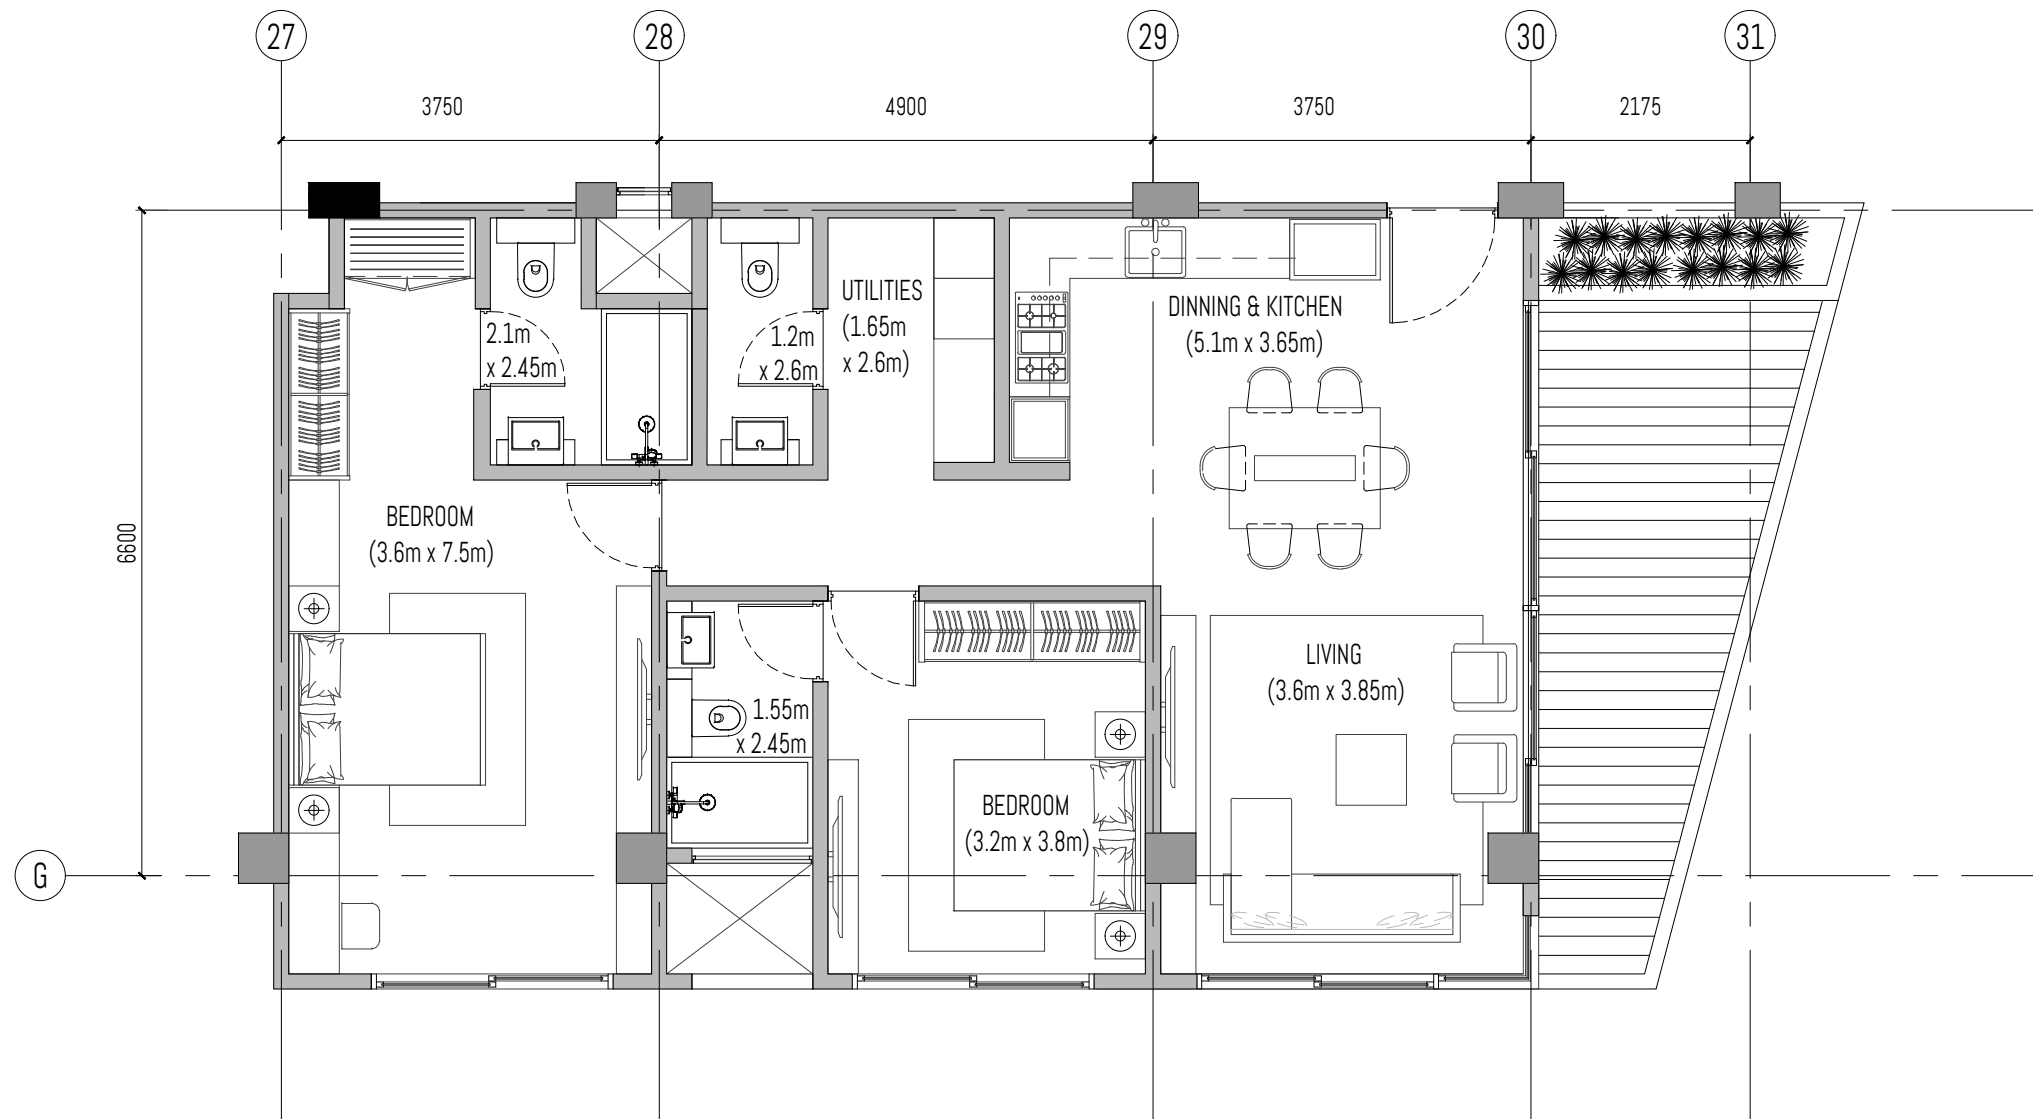 27
28
29
30
31
3750
4900
3750
2175
6600
G
UTILITIES
(1.65m
x 2.6m)
DINNING & KITCHEN
(5.1m x 3.65m)
2.1m
x 2.45m
1.2m
x 2.6m
BEDROOM
(3.6m x 7.5m)
LIVING
(3.6m x 3.85m)
1.55m
x 2.45m
BEDROOM
(3.2m x 3.8m)